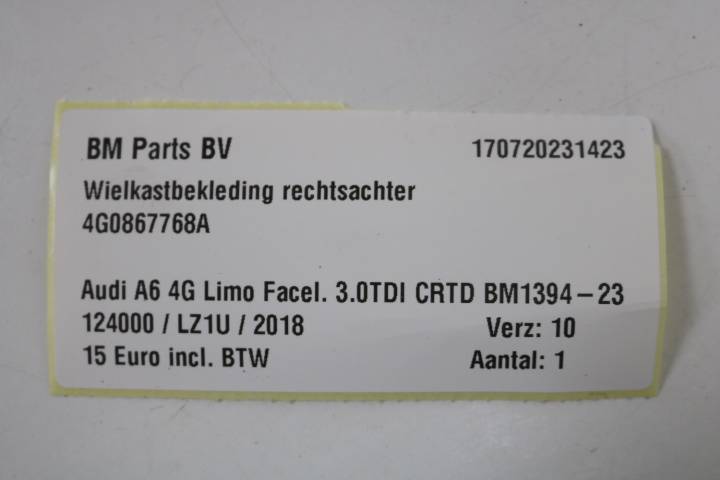 BM Parts BV 170720231423
Wielkastbekleding rechtsachter
4G0867768A
Audi A6 4G Limo Facel. 3.0TDI CRTD BM1394-23
124000 / LZ1U / 2018 Verz: 10
15 Euro incl. BTW Aantal: 1